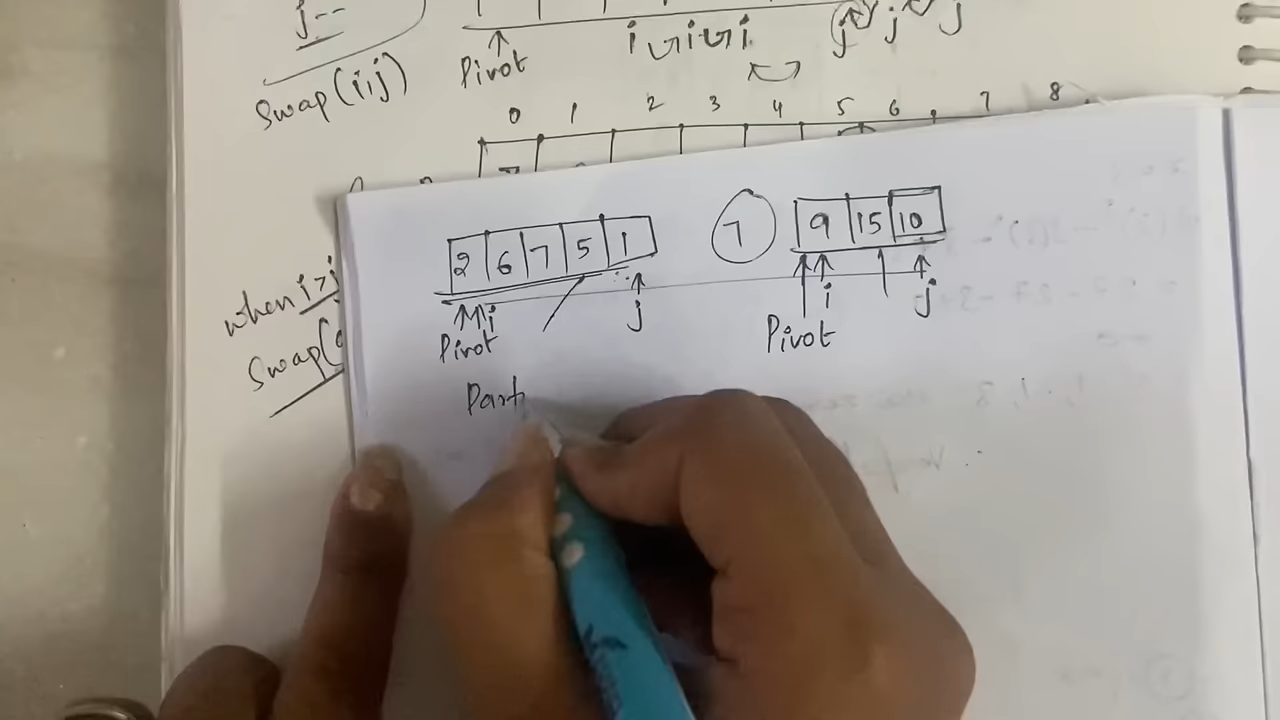 j--
Swap(i,j)
Pivot
i i i j j j
0 1 2 3 4 5 6 7 8
when i>j
Swap(
2 6 7 5 1 7 9 15 10
i j i j
Pivot Pivot
Part